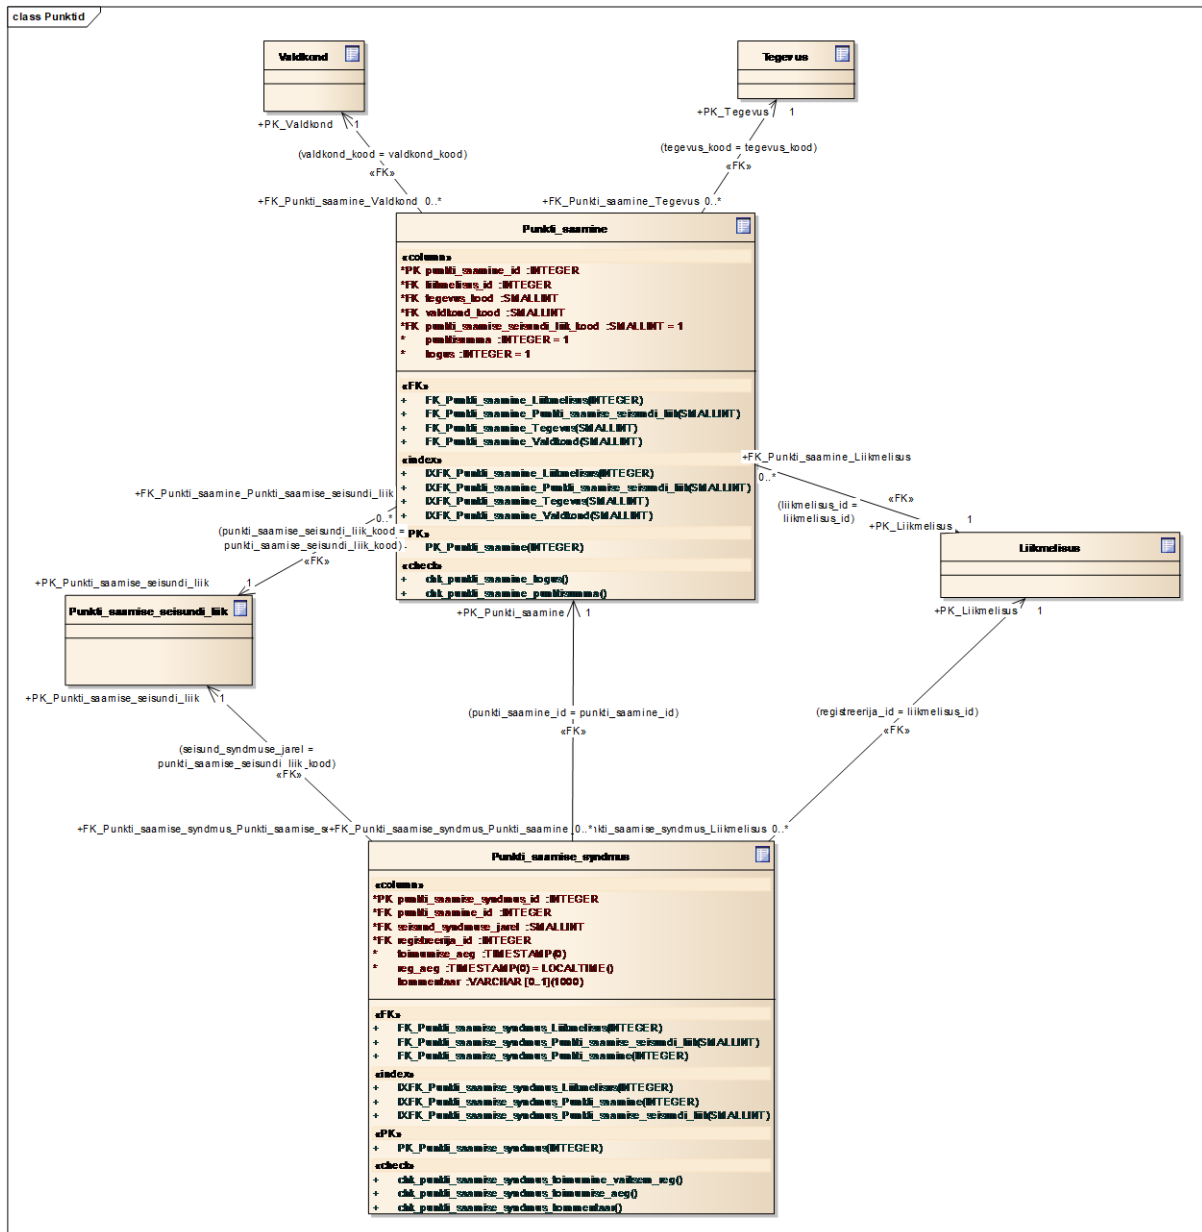 class Punktid
Valdkond
Tegevus
+PK_Valdkond 1
+PK_Tegevus 1
(valdkond_kood = valdkond_kood)
«FK»
(tegevus_kood = tegevus_kood)
«FK»
+FK_Punkti_saamine_Valdkond 0..*
+FK_Punkti_saamine_Tegevus 0..*
Punkti_saamine
«column»
*PK punkti_saamine_id :INTEGER
*FK liikmelisus_id :INTEGER
*FK tegevus_kood :SMALLINT
*FK valdkond_kood :SMALLINT
*FK punkti_saamise_seisundi_liik_kood :SMALLINT = 1
* punktisumma :INTEGER = 1
* kogus :INTEGER = 1
«FK»
+ FK_Punkti_saamine_Liikmelisus(INTEGER)
+ FK_Punkti_saamine_Punkti_saamise_seisundi_liik(SMALLINT)
+ FK_Punkti_saamine_Tegevus(SMALLINT)
+ FK_Punkti_saamine_Valdkond(SMALLINT)
«index»
+ IXFK_Punkti_saamine_Liikmelisus(INTEGER)
+ IXFK_Punkti_saamine_Punkti_saamise_seisundi_liik(SMALLINT)
+ IXFK_Punkti_saamine_Tegevus(SMALLINT)
+ IXFK_Punkti_saamine_Valdkond(SMALLINT)
PK»
PK_Punkti_saamine(INTEGER)
«check»
+ chk_punkti_saamine_kogus()
+ chk_punkti_saamine_punktisumma()
+FK_Punkti_saamine_Liikmelisus
0..*
«FK»
(liikmelisus_id =
liikmelisus_id)
+PK_Liikmelisus 1
Liikmelisus
+PK_Liikmelisus 1
+FK_Punkti_saamine_Punkti_saamise_seisundi_liik
0..*
(punkti_saamise_seisundi_liik_kood =
punkti_saamise_seisundi_liik_kood)
«FK»
+PK_Punkti_saamise_seisundi_liik 1
Punkti_saamise_seisundi_liik
+PK_Punkti_saamise_seisundi_liik 1
+PK_Punkti_saamine 1
(punkti_saamine_id = punkti_saamine_id)
«FK»
(registreerija_id = liikmelisus_id)
«FK»
(seisund_syndmuse_jarel =
punkti_saamise_seisundi_liik_kood)
«FK»
+FK_Punkti_saamise_syndmus_Punkti_saamise_s
+FK_Punkti_saamise_syndmus_Punkti_saamine 0..*
nkti_saamise_syndmus_Liikmelisus 0..*
Punkti_saamise_syndmus
«column»
*PK punkti_saamise_syndmus_id :INTEGER
*FK punkti_saamine_id :INTEGER
*FK seisund_syndmuse_jarel :SMALLINT
*FK registreerija_id :INTEGER
* toimumise_aeg :TIMESTAMP(0)
* reg_aeg :TIMESTAMP(0) = LOCALTIME()
kommentaar :VARCHAR [0..1](1000)
«FK»
+ FK_Punkti_saamise_syndmus_Liikmelisus(INTEGER)
+ FK_Punkti_saamise_syndmus_Punkti_saamise_seisundi_liik(SMALLINT)
+ FK_Punkti_saamise_syndmus_Punkti_saamine(INTEGER)
«index»
+ IXFK_Punkti_saamise_syndmus_Liikmelisus(INTEGER)
+ IXFK_Punkti_saamise_syndmus_Punkti_saamine(INTEGER)
+ IXFK_Punkti_saamise_syndmus_Punkti_saamise_seisundi_liik(SMALLINT)
«PK»
+ PK_Punkti_saamise_syndmus(INTEGER)
«check»
+ chk_punkti_saamise_syndmus_toimumine_vaiksem_reg()
+ chk_punkti_saamise_syndmus_toimumise_aeg()
+ chk_punkti_saamise_syndmus_kommentaar()